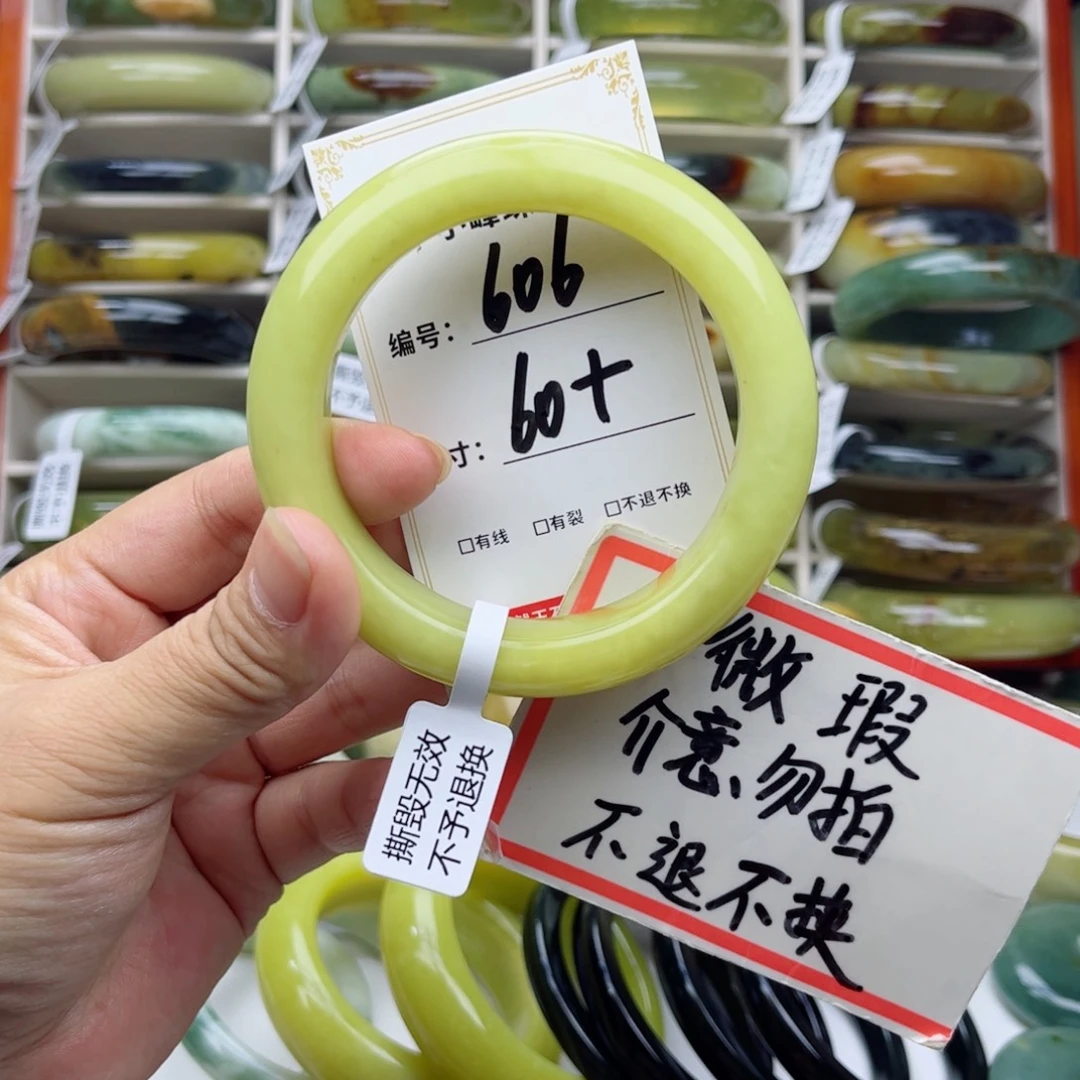 编号: 606
寸: 60+
□有线 □有裂 □不退不换
微瑕
介意、勿拍
不退不换
撕毁无效
不予退换